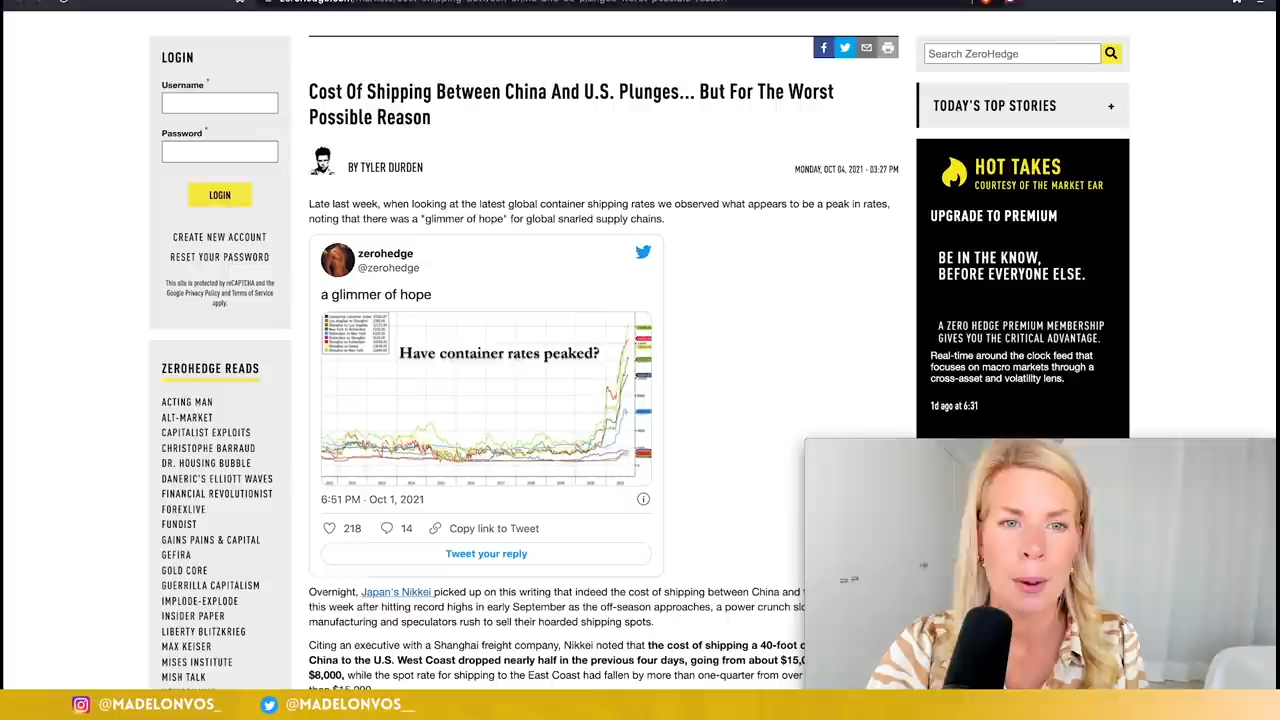 LOGIN
Username *
Password *
LOGIN
CREATE NEW ACCOUNT
RESET YOUR PASSWORD
This site is protected by reCAPTCHA and the
Google Privacy Policy and Terms of Service
apply.
ZEROHEDGE READS
ACTING MAN
ALT-MARKET
CAPITALIST EXPLOITS
CHRISTOPHE BARRAUD
DR. HOUSING BUBBLE
DANERIC'S ELLIOTT WAVES
FINANCIAL REVOLUTIONIST
FOREXLIVE
FUNDIST
GAINS PAINS & CAPITAL
GEFIRA
GOLD CORE
GUERRILLA CAPITALISM
IMPLODE-EXPLODE
INSIDER PAPER
LIBERTY BLITZKRIEG
MAX KEISER
MISES INSTITUTE
MISH TALK
Cost Of Shipping Between China And U.S. Plunges... But For The Worst
Possible Reason
BY TYLER DURDEN
MONDAY, OCT 04, 2021 - 03:27 PM
Late last week, when looking at the latest global container shipping rates we observed what appears to be a peak in rates,
noting that there was a "glimmer of hope" for global snarled supply chains.
zerohedge
@zerohedge
a glimmer of hope
Have container rates peaked?
6:51 PM · Oct 1, 2021
218
14
Copy link to Tweet
Tweet your reply
Overnight, Japan's Nikkei picked up on this writing that indeed the cost of shipping between China and
this week after hitting record highs in early September as the off-season approaches, a power crunch
manufacturing and speculators rush to sell their hoarded shipping spots.
Citing an executive with a Shanghai freight company, Nikkei noted that the cost of shipping a 40-foot
China to the U.S. West Coast dropped nearly half in the previous four days, going from about
$8,000, while the spot rate for shipping to the East Coast had fallen by more than one-quarter from over
Search ZeroHedge
TODAY'S TOP STORIES +
HOT TAKES
COURTESY OF THE MARKET EAR
UPGRADE TO PREMIUM
BE IN THE KNOW,
BEFORE EVERYONE ELSE.
A ZERO HEDGE PREMIUM MEMBERSHIP
GIVES YOU THE CRITICAL ADVANTAGE.
Real-time around the clock feed that
focuses on macro markets through a
cross-asset and volatility lens.
1d ago at 6:31
@MADELONVOS_
@MADELONVOS__